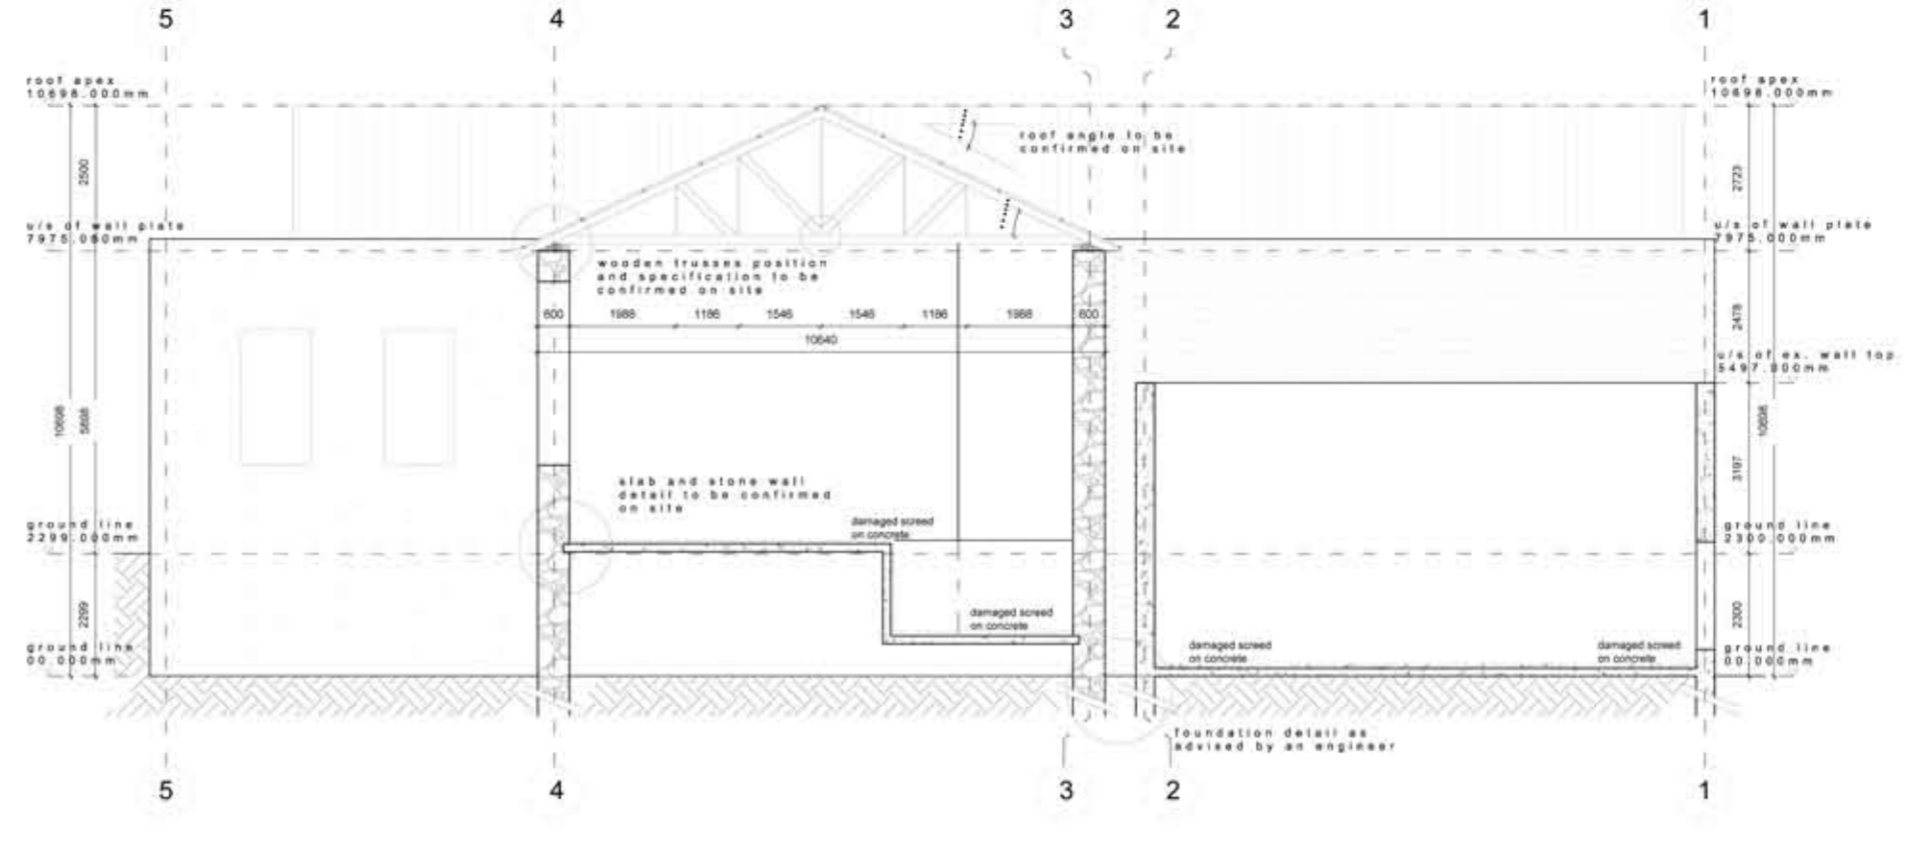 5 4 3 2 1
roof apex
10698.000mm
roof apex
10698.000mm
roof angle to be
confirmed on site
2500
2723
u/s of wall plate
7975.000mm
u/s of wall plate
7975.000mm
wooden trusses position
and specification to be
confirmed on site
600 1988 1186 1546 1546 1186 1988 600
10640
2478
u/s of ex. wall top
5497.000mm
10698
10698
3197
slab and stone wall
detail to be confirmed
on site
damaged screed
on concrete
ground line
2299.000mm
ground line
2300.000mm
2299
2300
damaged screed
on concrete
ground line
00.000mm
damaged screed
on concrete
damaged screed
on concrete
ground line
00.000mm
foundation detail as
advised by an engineer
5 4 3 2 1